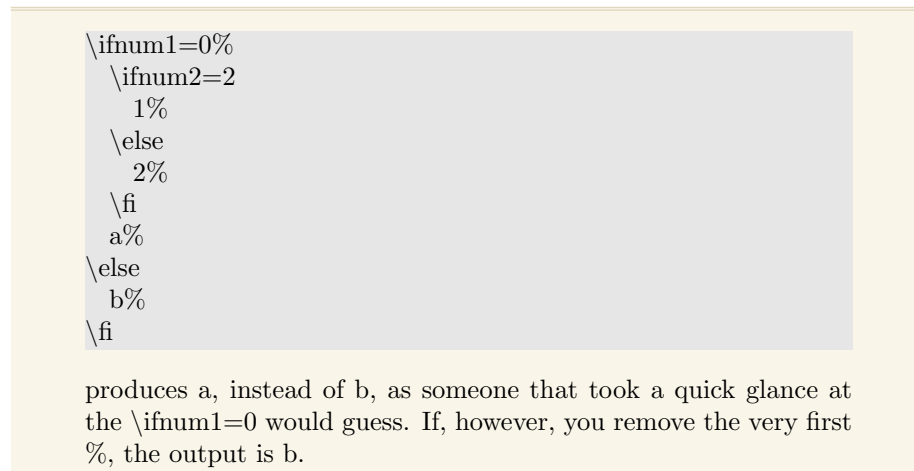 \ifnum1=0%
\ifnum2=2
1%
\else
2%
\fi
a%
\else
b%
\fi
produces a, instead of b, as someone that took a quick glance at
the \ifnum1=0 would guess. If, however, you remove the very first
%, the output is b.